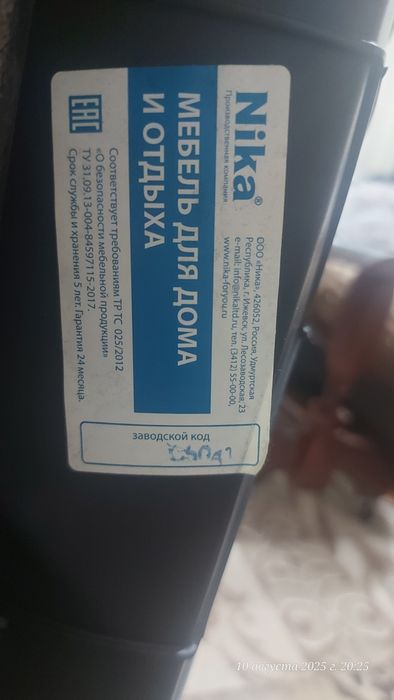 Nika®
Производственная компания
ООО «Ника», 426052, Россия, Удмуртская
Республика, г. Ижевск, ул. Лесозаводская, 23
e-mail: info@nikaltd.ru, тел. (3412) 55-00-00,
www.nika-foryou.ru
МЕБЕЛЬ ДЛЯ ДОМА
И ОТДЫХА
EAC
Соответствует требованиям ТР ТС 025/2012
«О безопасности мебельной продукции»
ТУ 31.09.13-004-84597115-2017.
Срок службы и хранения 5 лет. Гарантия 24 месяца.
заводской код
10 августа 2025 г. 20:25